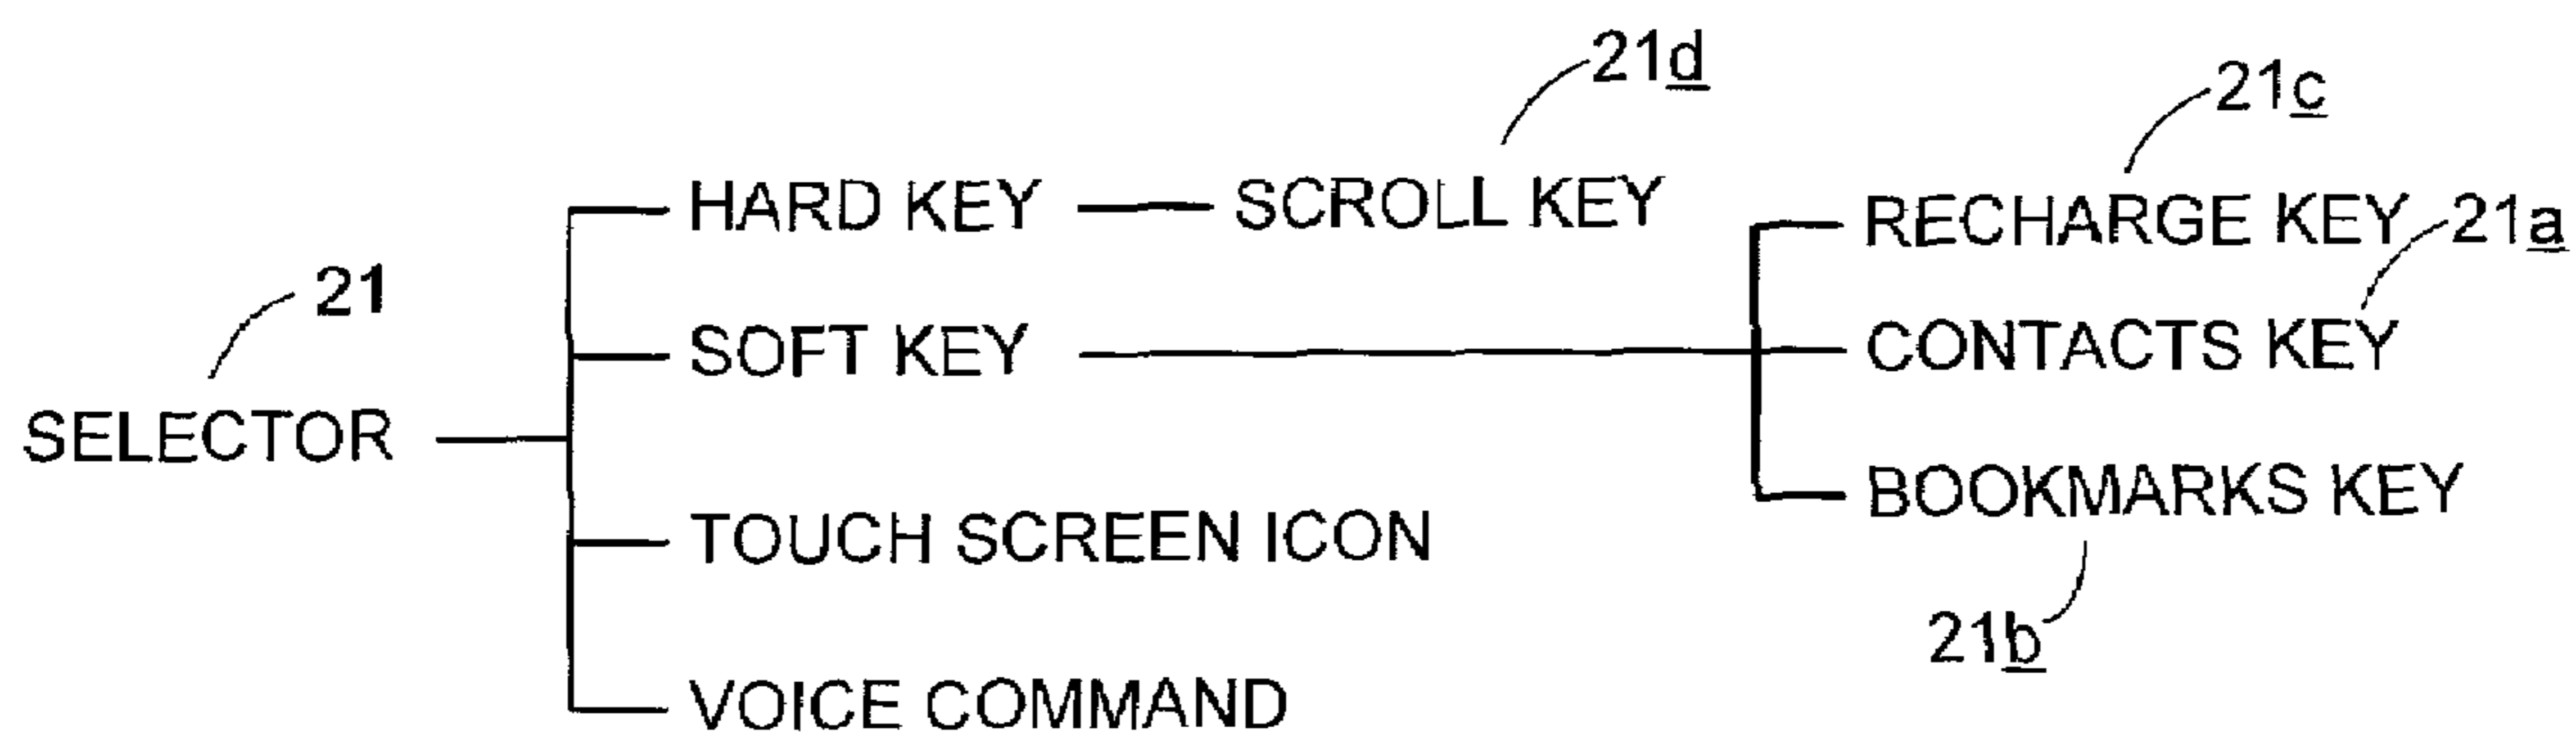 21d
21c
HARD KEY
SCROLL KEY
RECHARGE KEY
21a
21
SOFT KEY
CONTACTS KEY
SELECTOR
BOOKMARKS KEY
TOUCH SCREEN ICON
21b
VOICE COMMAND